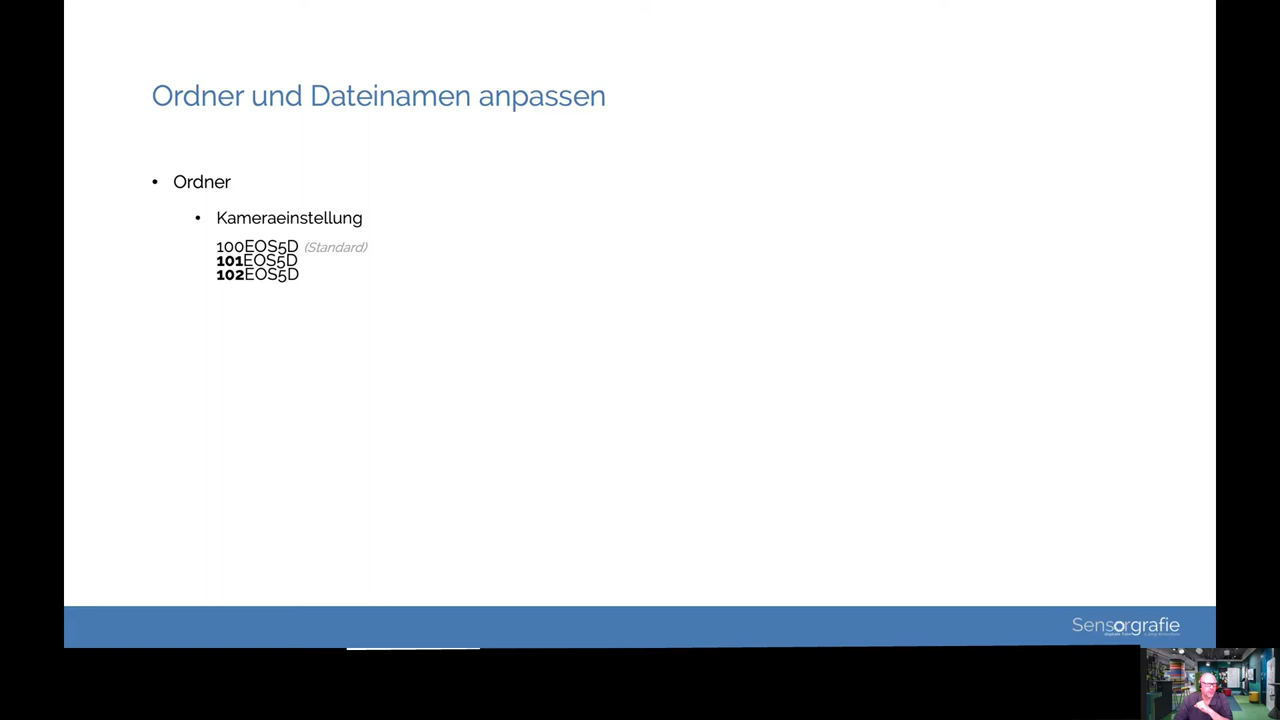 Ordner und Dateinamen anpassen
• Ordner
• Kameraeinstellung
100EOS5D (Standard)
101EOS5D
102EOS5D
Sensorgrafie